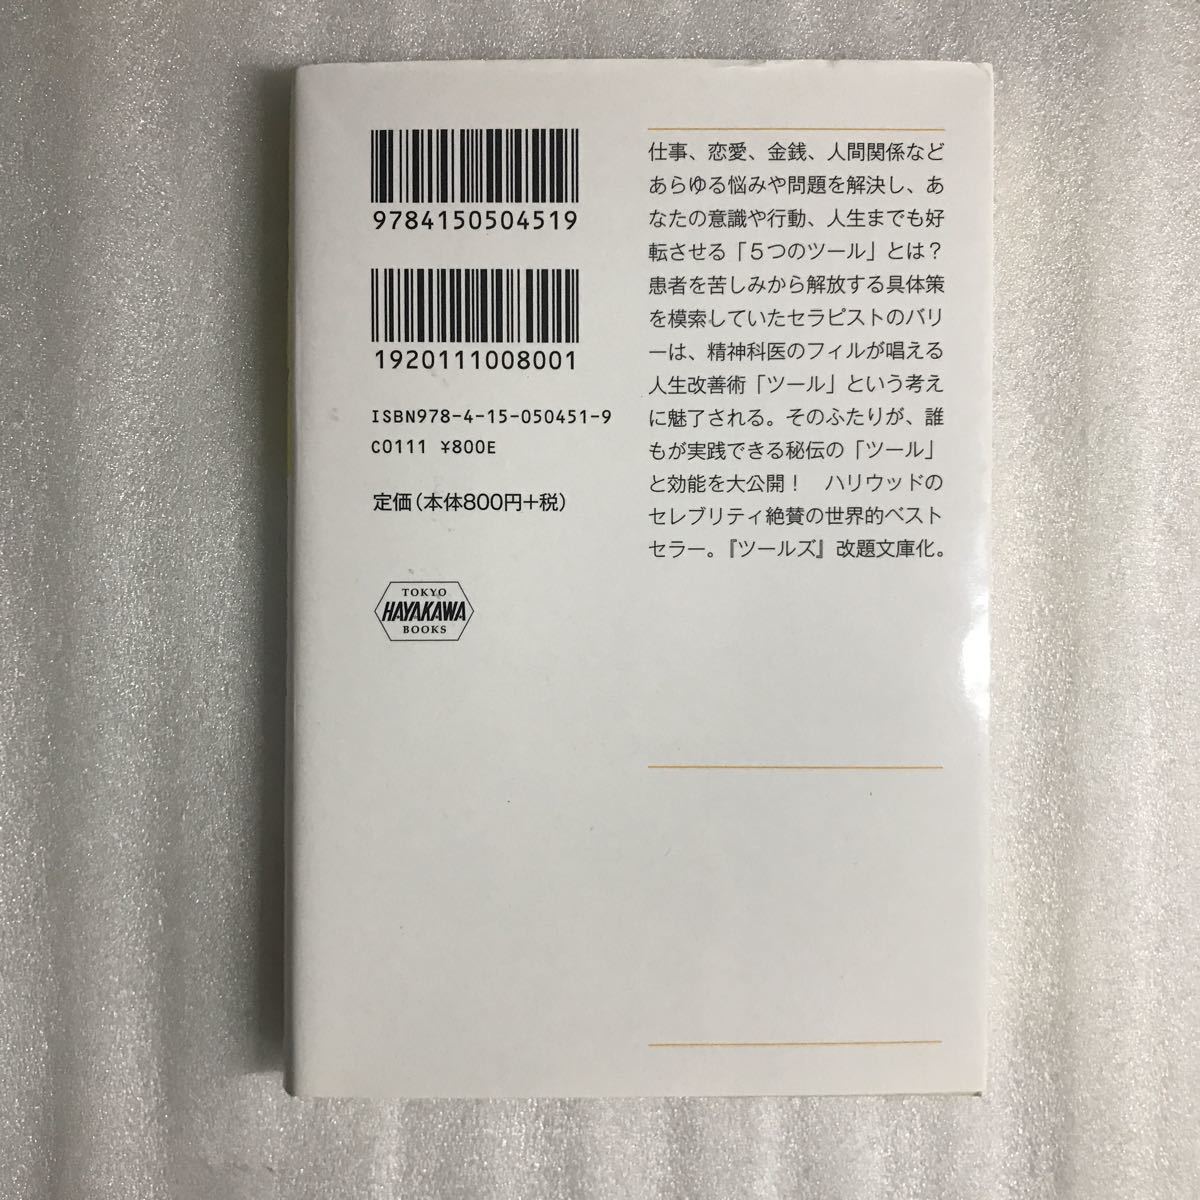 9784150504519
1920111008001
ISBN978-4-15-050451-9
C0111 ¥800E
定価（本体800円+税）
TOKYO
HAYAKAWA
BOOKS
仕事、恋愛、金銭、人間関係など
あらゆる悩みや問題を解決し、あ
なたの意識や行動、人生までも好
転させる「５つのツール」とは？
患者を苦しみから解放する具体策
を模索していたセラピストのバリ
ーは、精神科医のフィルが唱える
人生改善術「ツール」という考え
に魅了される。そのふたりが、誰
もが実践できる秘伝の「ツール」
と効能を大公開！　ハリウッドの
セレブリティ絶賛の世界的ベスト
セラー。『ツールズ』改題文庫化。